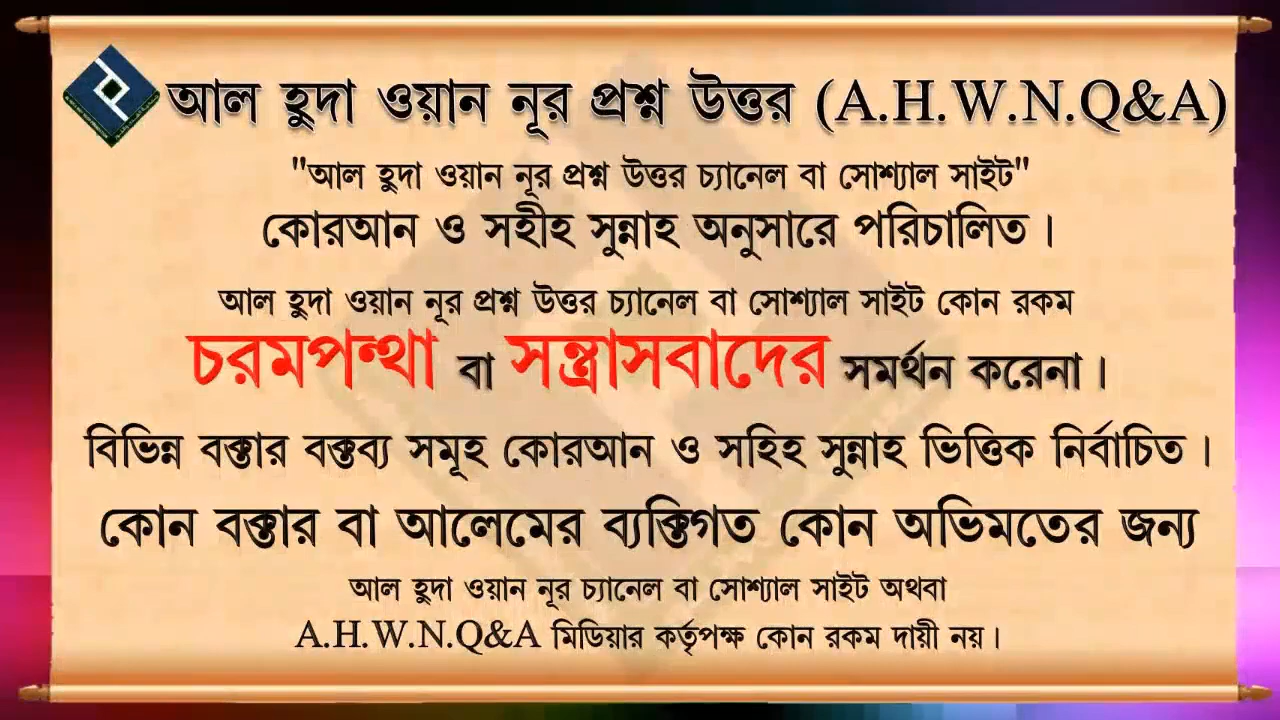 আল হুদা ওয়ান নূর প্রশ্ন উত্তর (A.H.W.N.Q&A)
"আল হুদা ওয়ান নূর প্রশ্ন উত্তর চ্যানেল বা সোশ্যাল সাইট"
কোরআন ও সহীহ সুন্নাহ অনুসারে পরিচালিত।
আল হুদা ওয়ান নূর প্রশ্ন উত্তর চ্যানেল বা সোশ্যাল সাইট কোন রকম
চরমপন্থা বা সন্ত্রাসবাদের সমর্থন করেনা।
বিভিন্ন বক্তার বক্তব্য সমূহ কোরআন ও সহিহ সুন্নাহ ভিত্তিক নির্বাচিত।
কোন বক্তার বা আলেমের ব্যক্তিগত কোন অভিমতের জন্য
আল হুদা ওয়ান নূর চ্যানেল বা সোশ্যাল সাইট অথবা
A.H.W.N.Q&A মিডিয়ার কর্তৃপক্ষ কোন রকম দায়ী নয়।